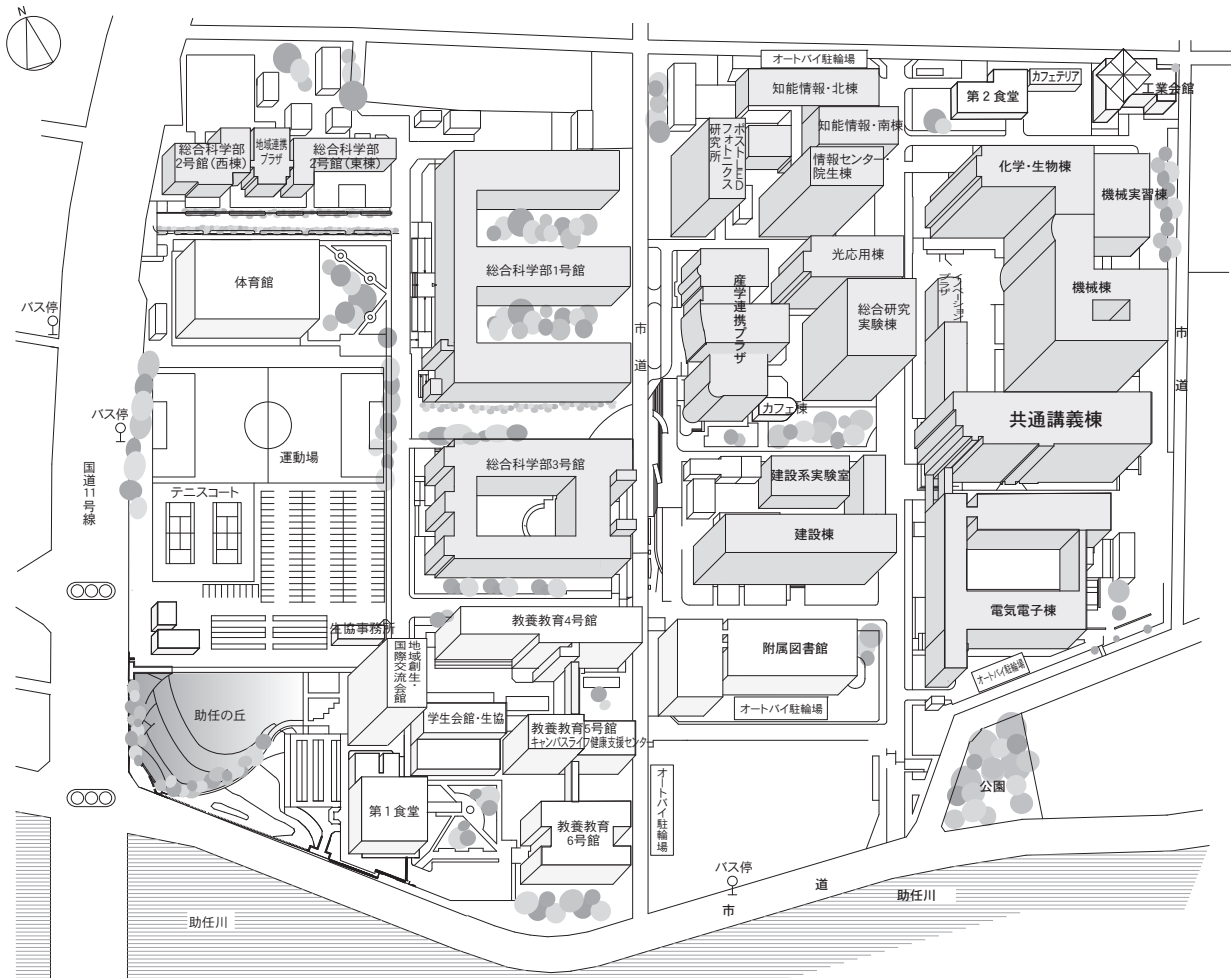 N
オートバイ駐輪場
知能情報・北棟
カフェテリア
第2食堂
工業会館
総合科学部
2号館(西棟)
地域連携
プラザ
総合科学部
2号館(東棟)
ポストLED
フォトニクス
研究所
知能情報・南棟
情報センター・
院生棟
化学・生物棟
機械実習棟
体育館
総合科学部1号館
産学連携プラザ
光応用棟
総合研究
実験棟
イノベーション
プラザ
機械棟
バス停
市
道
市
道
バス停
国道11号線
運動場
カフェ棟
共通講義棟
総合科学部3号館
建設系実験室
テニスコート
建設棟
電気電子棟
生協事務所
教養教育4号館
地域創生・
国際交流会館
附属図書館
オートバイ駐輪場
オートバイ駐輪場
助任の丘
学生会館・生協
教養教育5号館
キャンパスライフ健康支援センター
オートバイ駐輪場
公園
第1食堂
教養教育
6号館
バス停
市
道
助任川
助任川